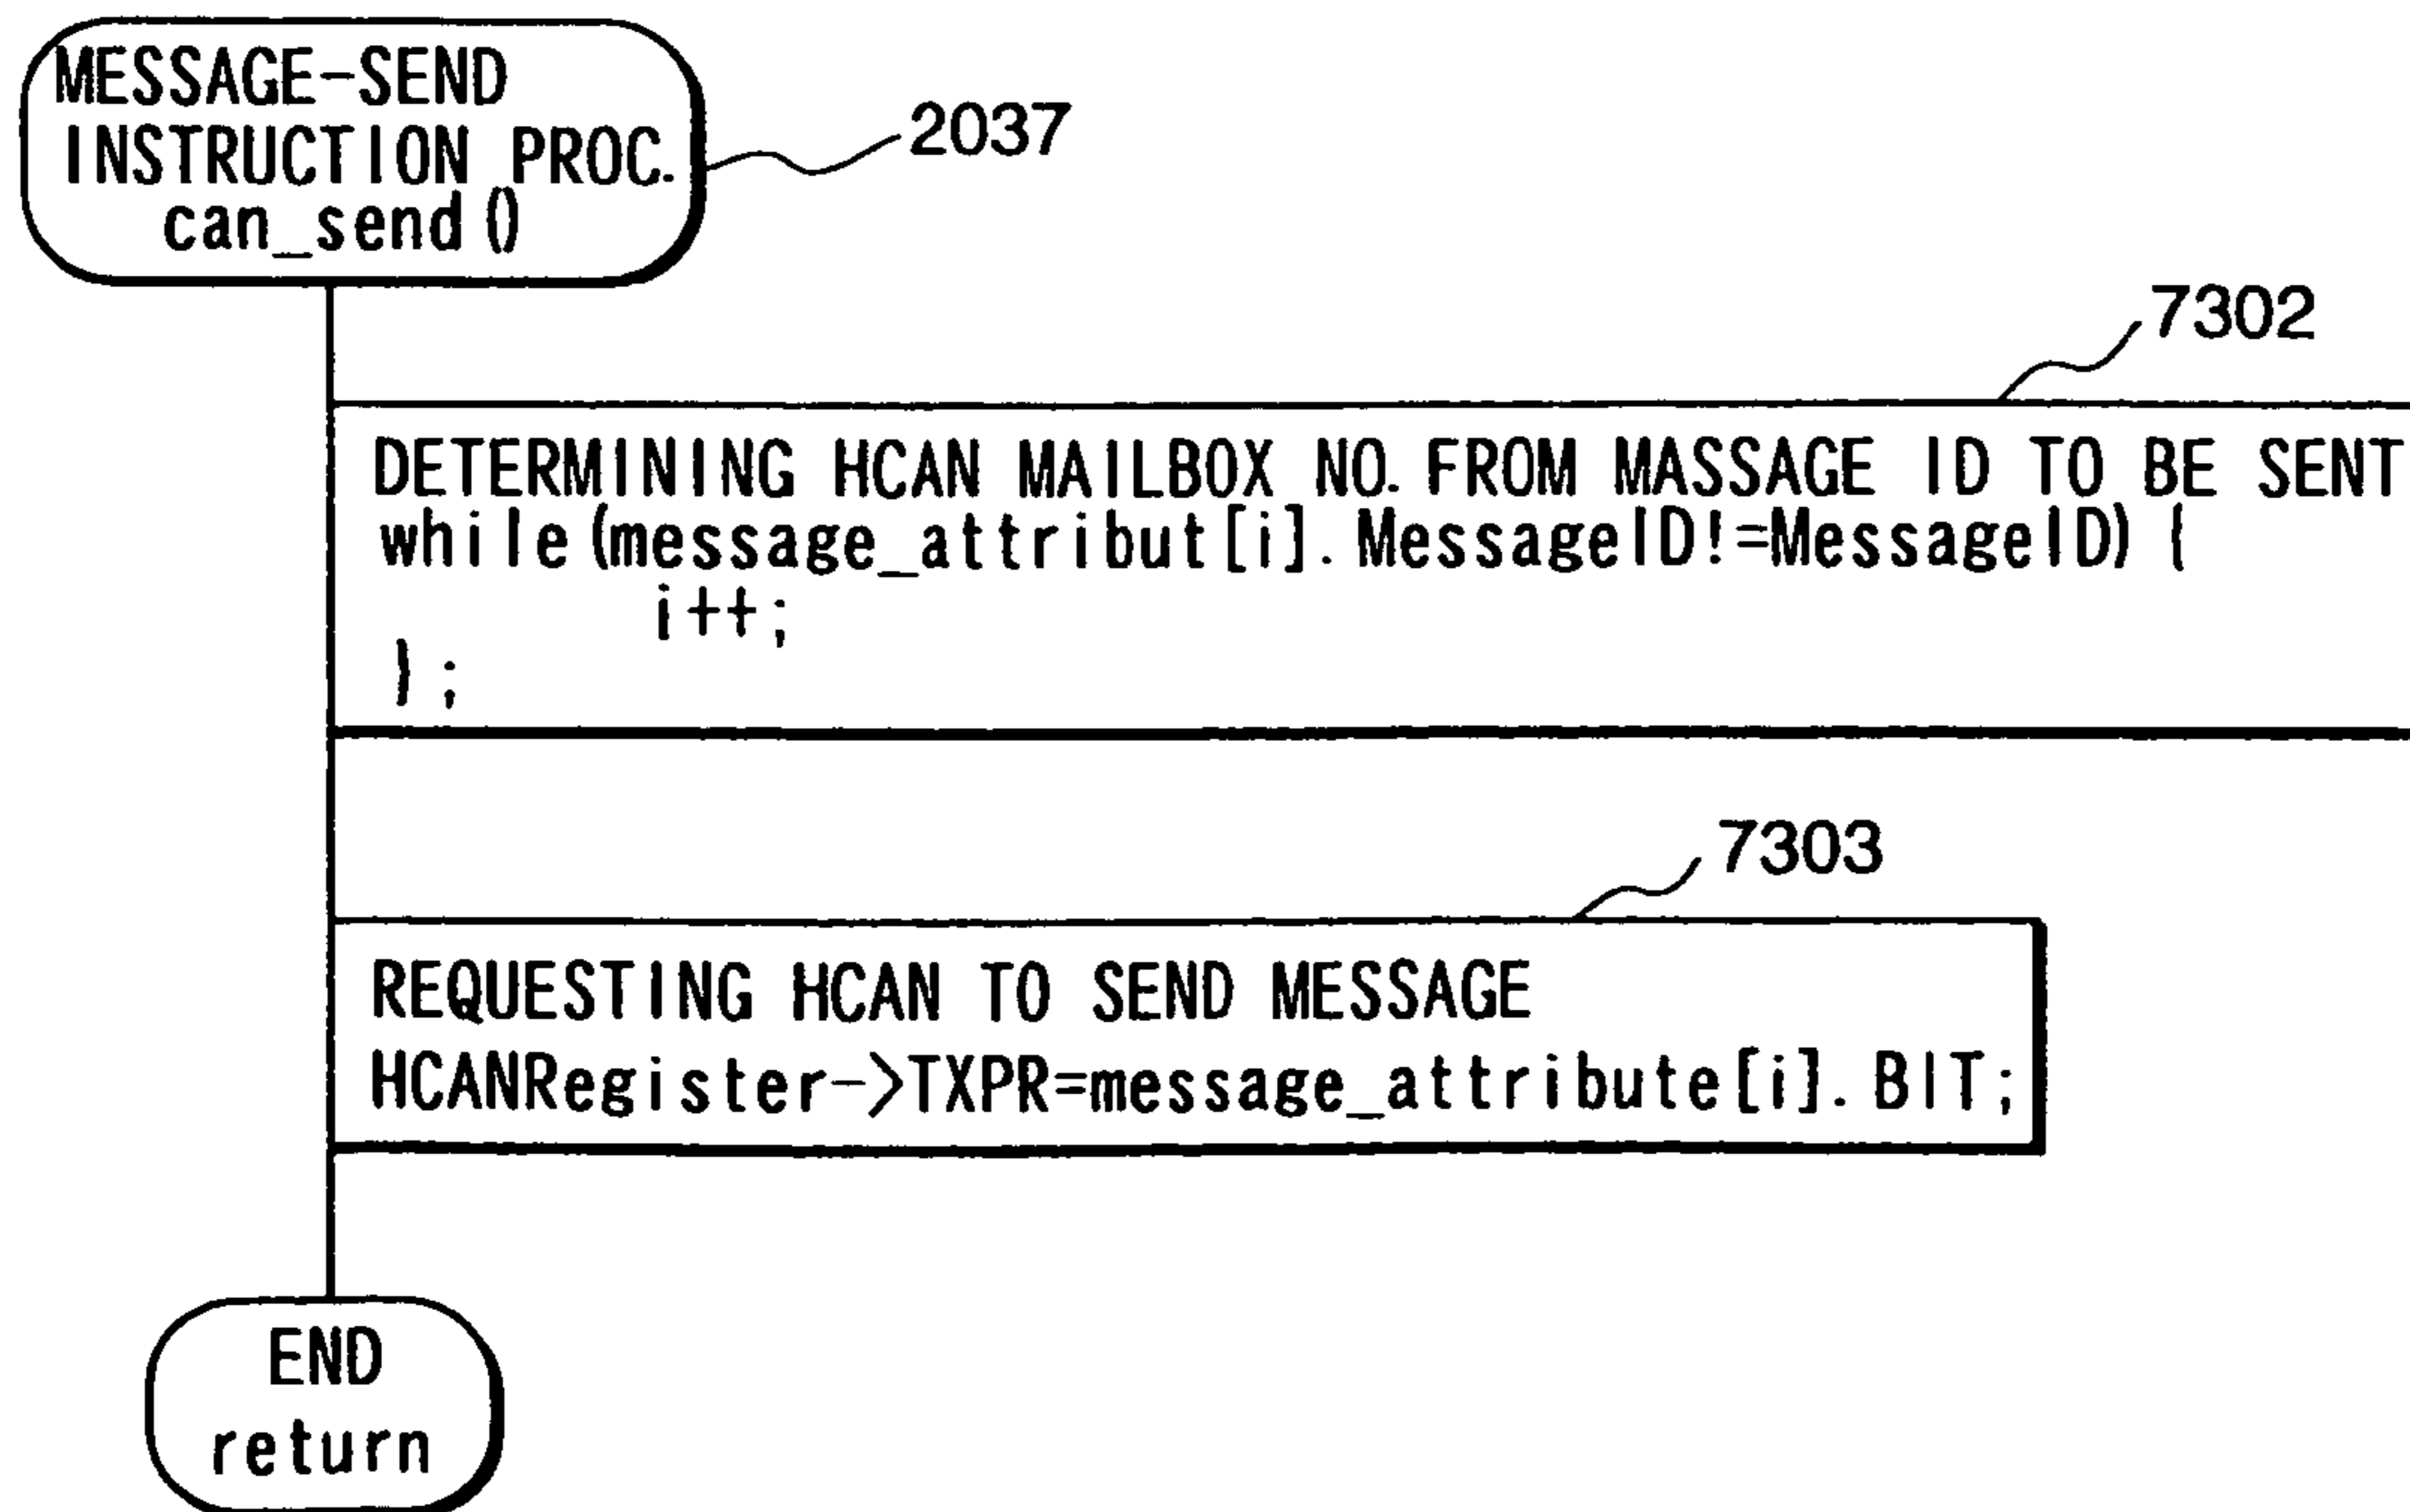 MESSAGE-SEND
INSTRUCTION PROC.
can_send()
2037
7302
DETERMINING HCAN MAILBOX NO. FROM MASSAGE ID TO BE SENT
while(message_attribut[i].MessageID!=MessageID) {
i++;
};
7303
REQUESTING HCAN TO SEND MESSAGE
HCANRegister->TXPR=message_attribute[i].BIT;
END
return